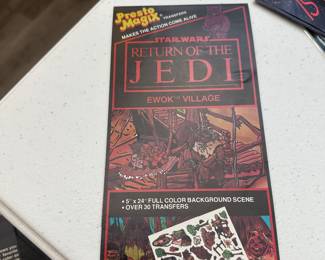 Presto
Magix® TRANSFERS
MAKES THE ACTION COME ALIVE
STAR WARS
RETURN OF THE
JEDI
EWOK™ VILLAGE
• 5" x 24" FULL COLOR BACKGROUND SCENE
• OVER 30 TRANSFERS